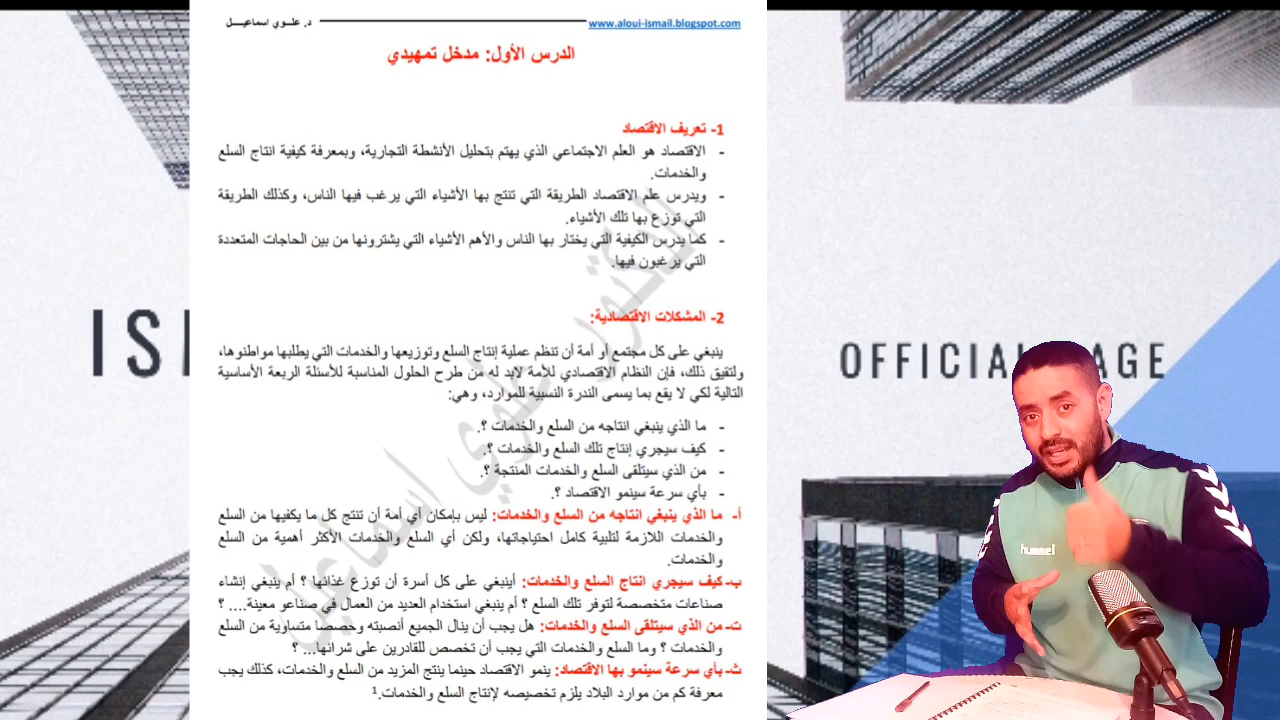 د. علـــوي اسماعيـــل
www.aloui-ismail.blogspot.com
الدرس الأول: مدخل تمهيدي
1- تعريف الاقتصاد
- الاقتصاد هو العلم الاجتماعي الذي يهتم بتحليل الأنشطة التجارية، وبمعرفة كيفية انتاج السلع
والخدمات.
- ويدرس علم الاقتصاد الطريقة التي تنتج بها الأشياء التي يرغب فيها الناس، وكذلك الطريقة
التي توزع بها تلك الأشياء.
- كما يدرس الكيفية التي يختار بها الناس والأهم الأشياء التي يشترونها من بين الحاجات المتعددة
التي يرغبون فيها.
2- المشكلات الاقتصادية:
ينبغي على كل مجتمع أو أمة أن تنظم عملية إنتاج السلع وتوزيعها والخدمات التي يطلبها مواطنوها،
ولتقيق ذلك، فإن النظام الاقتصادي للأمة لابد له من طرح الحلول المناسبة للأسئلة الربعة الأساسية
التالية لكي لا يقع بما يسمى الندرة النسبية للموارد، وهي:
- ما الذي ينبغي انتاجه من السلع والخدمات ؟.
- كيف سيجري إنتاج تلك السلع والخدمات ؟.
- من الذي سيتلقى السلع والخدمات المنتجة ؟.
- بأي سرعة سينمو الاقتصاد ؟.
أ- ما الذي ينبغي انتاجه من السلع والخدمات: ليس بإمكان أي أمة أن تنتج كل ما يكفيها من السلع
والخدمات اللازمة لتلبية كامل احتياجاتها، ولكن أي السلع والخدمات الأكثر أهمية من السلع
والخدمات.
ب- كيف سيجري انتاج السلع والخدمات: أينبغي على كل أسرة أن توزع غذائها ؟ أم ينبغي إنشاء
صناعات متخصصة لتوفر تلك السلع ؟ أم ينبغي استخدام العديد من العمال في صناعو معينة.... ؟
ت- من الذي سيتلقى السلع والخدمات: هل يجب أن ينال الجميع أنصبته وحصصا متساوية من السلع
والخدمات ؟ وما السلع والخدمات التي يجب أن تخصص للقادرين على شرائها... ؟
ث- بأي سرعة سينمو بها الاقتصاد: ينمو الاقتصاد حينما ينتج المزيد من السلع والخدمات، كذلك يجب
معرفة كم من موارد البلاد يلزم تخصيصه لإنتاج السلع والخدمات.¹
الدكتور علوي اسماعيل
IS
OFFICIAL PAGE
hummel